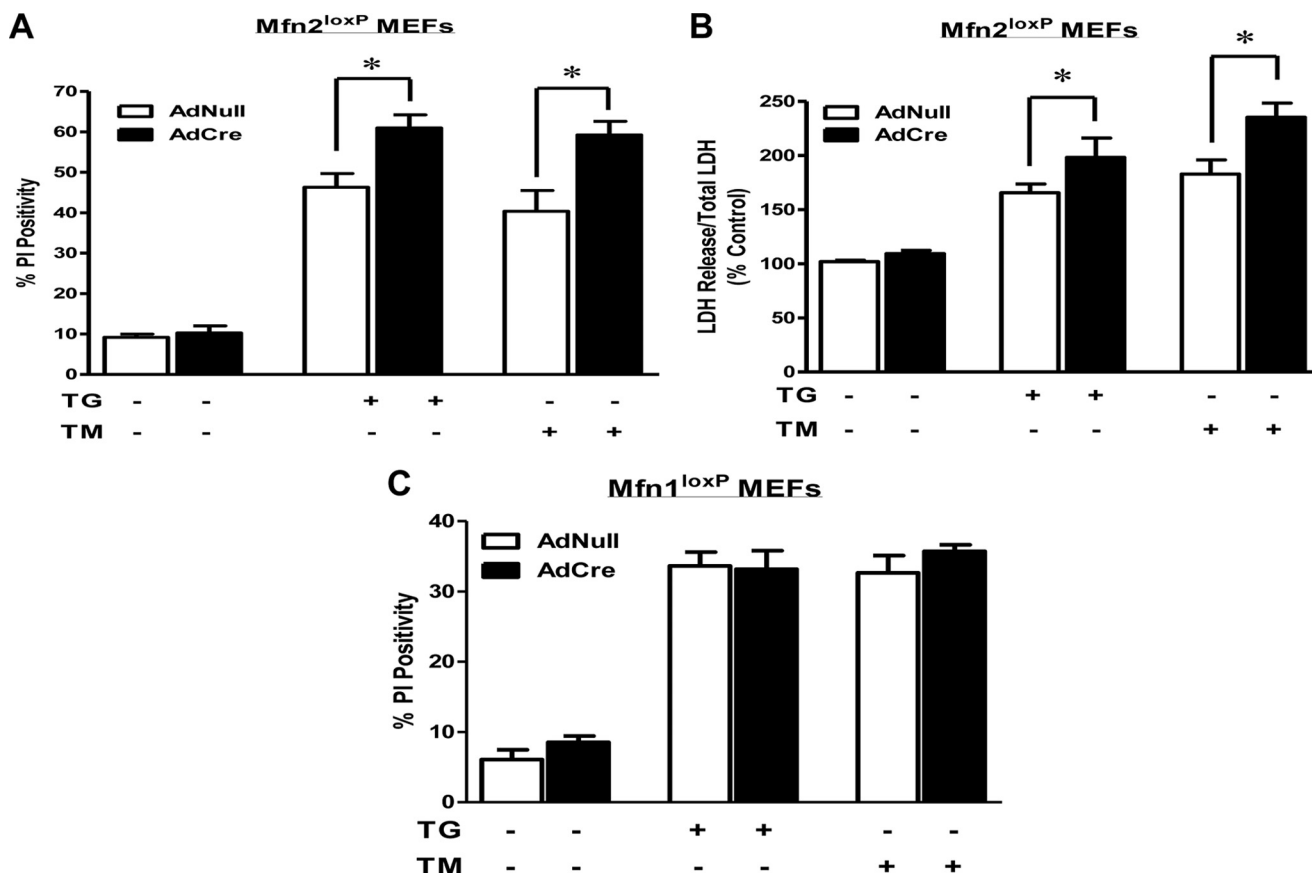 A
Mfn2loxP MEFs
* *
70
60
50
40
30
20
10
0
% PI Positivity
AdNull
AdCre
TG - - + + - -
TM - - - - + +
B
Mfn2loxP MEFs
* *
250
200
150
100
50
0
LDH Release/Total LDH
(% Control)
AdNull
AdCre
TG - - + + - -
TM - - - - + +
C
Mfn1loxP MEFs
40
30
20
10
0
% PI Positivity
AdNull
AdCre
TG - - + + - -
TM - - - - + +